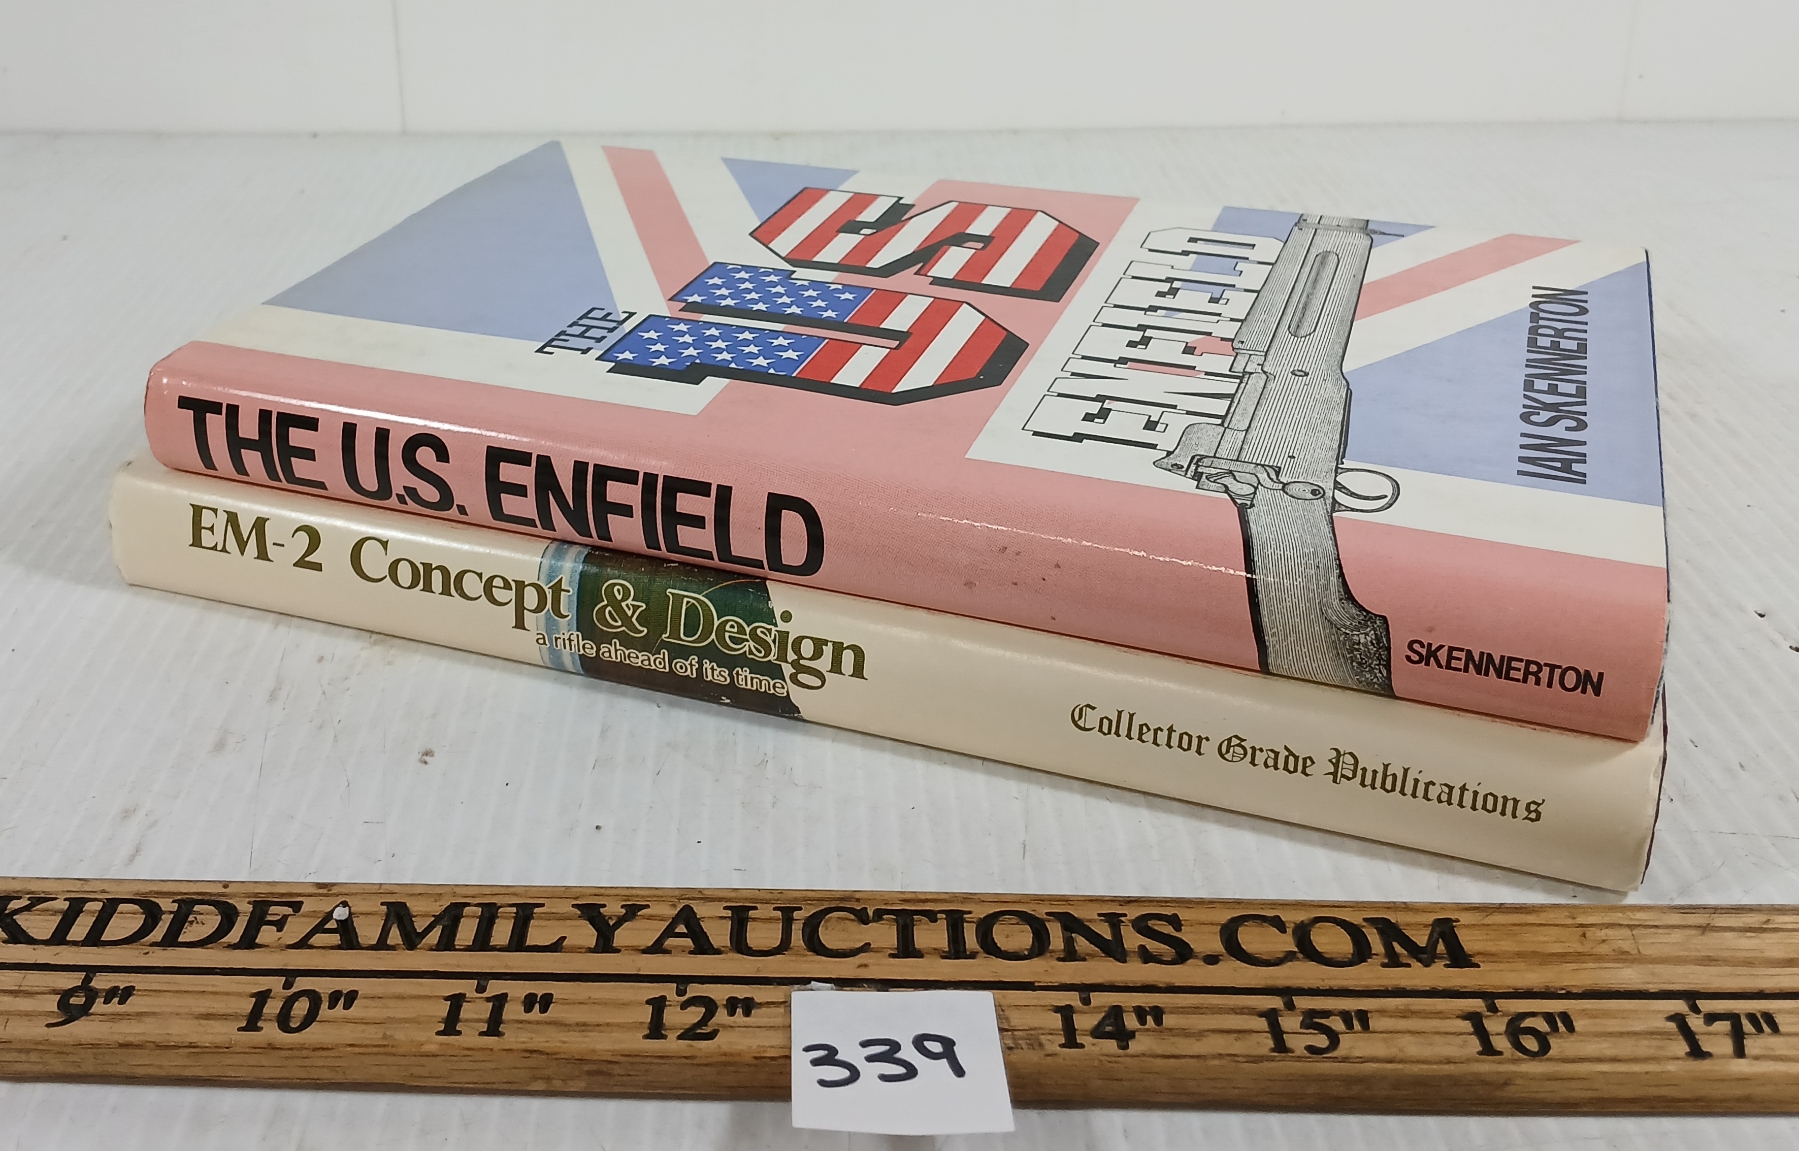 THE
US
ENFIELD
IAN SKENNERTON
THE U.S. ENFIELD
SKENNERTON
EM-2 Concept & Design
a rifle ahead of its time
Collector Grade Publications
KIDDFAMILYAUCTIONS.COM
9" 10" 11" 12" 14" 15" 16" 17"
339